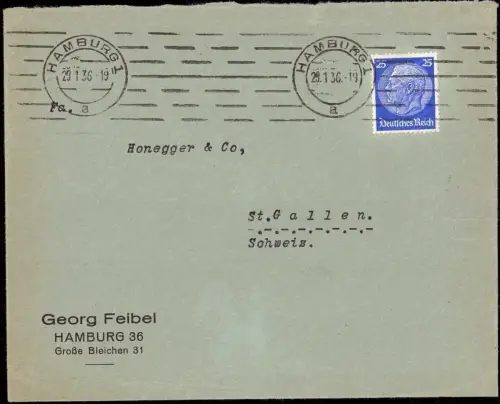 HAMBURG 1
29.1.36.-19
a
HAMBURG 1
29.1.36.-19
a
25 25
Deutsches Reich
Fa.
Honegger & Co,
St.Gallen.
-.-.-.-.-.-.-.-
Schweiz.
Georg Feibel
HAMBURG 36
Große Bleichen 31